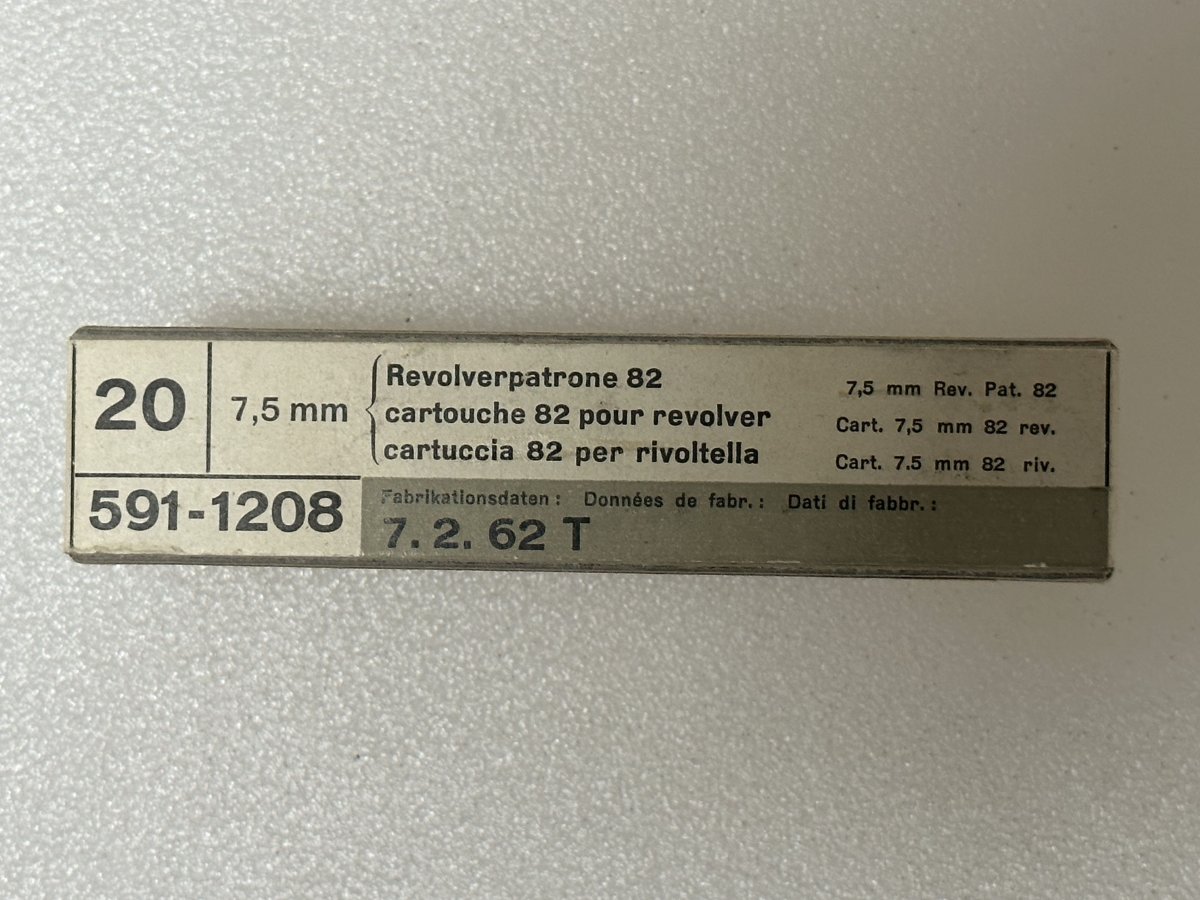 20
7,5 mm
Revolverpatrone 82
cartouche 82 pour revolver
cartuccia 82 per rivoltella
7,5 mm Rev. Pat. 82
Cart. 7,5 mm 82 rev.
Cart. 7.5 mm 82 riv.
591-1208
Fabrikationsdaten: Données de fabr.: Dati di fabbr.:
7. 2. 62 T